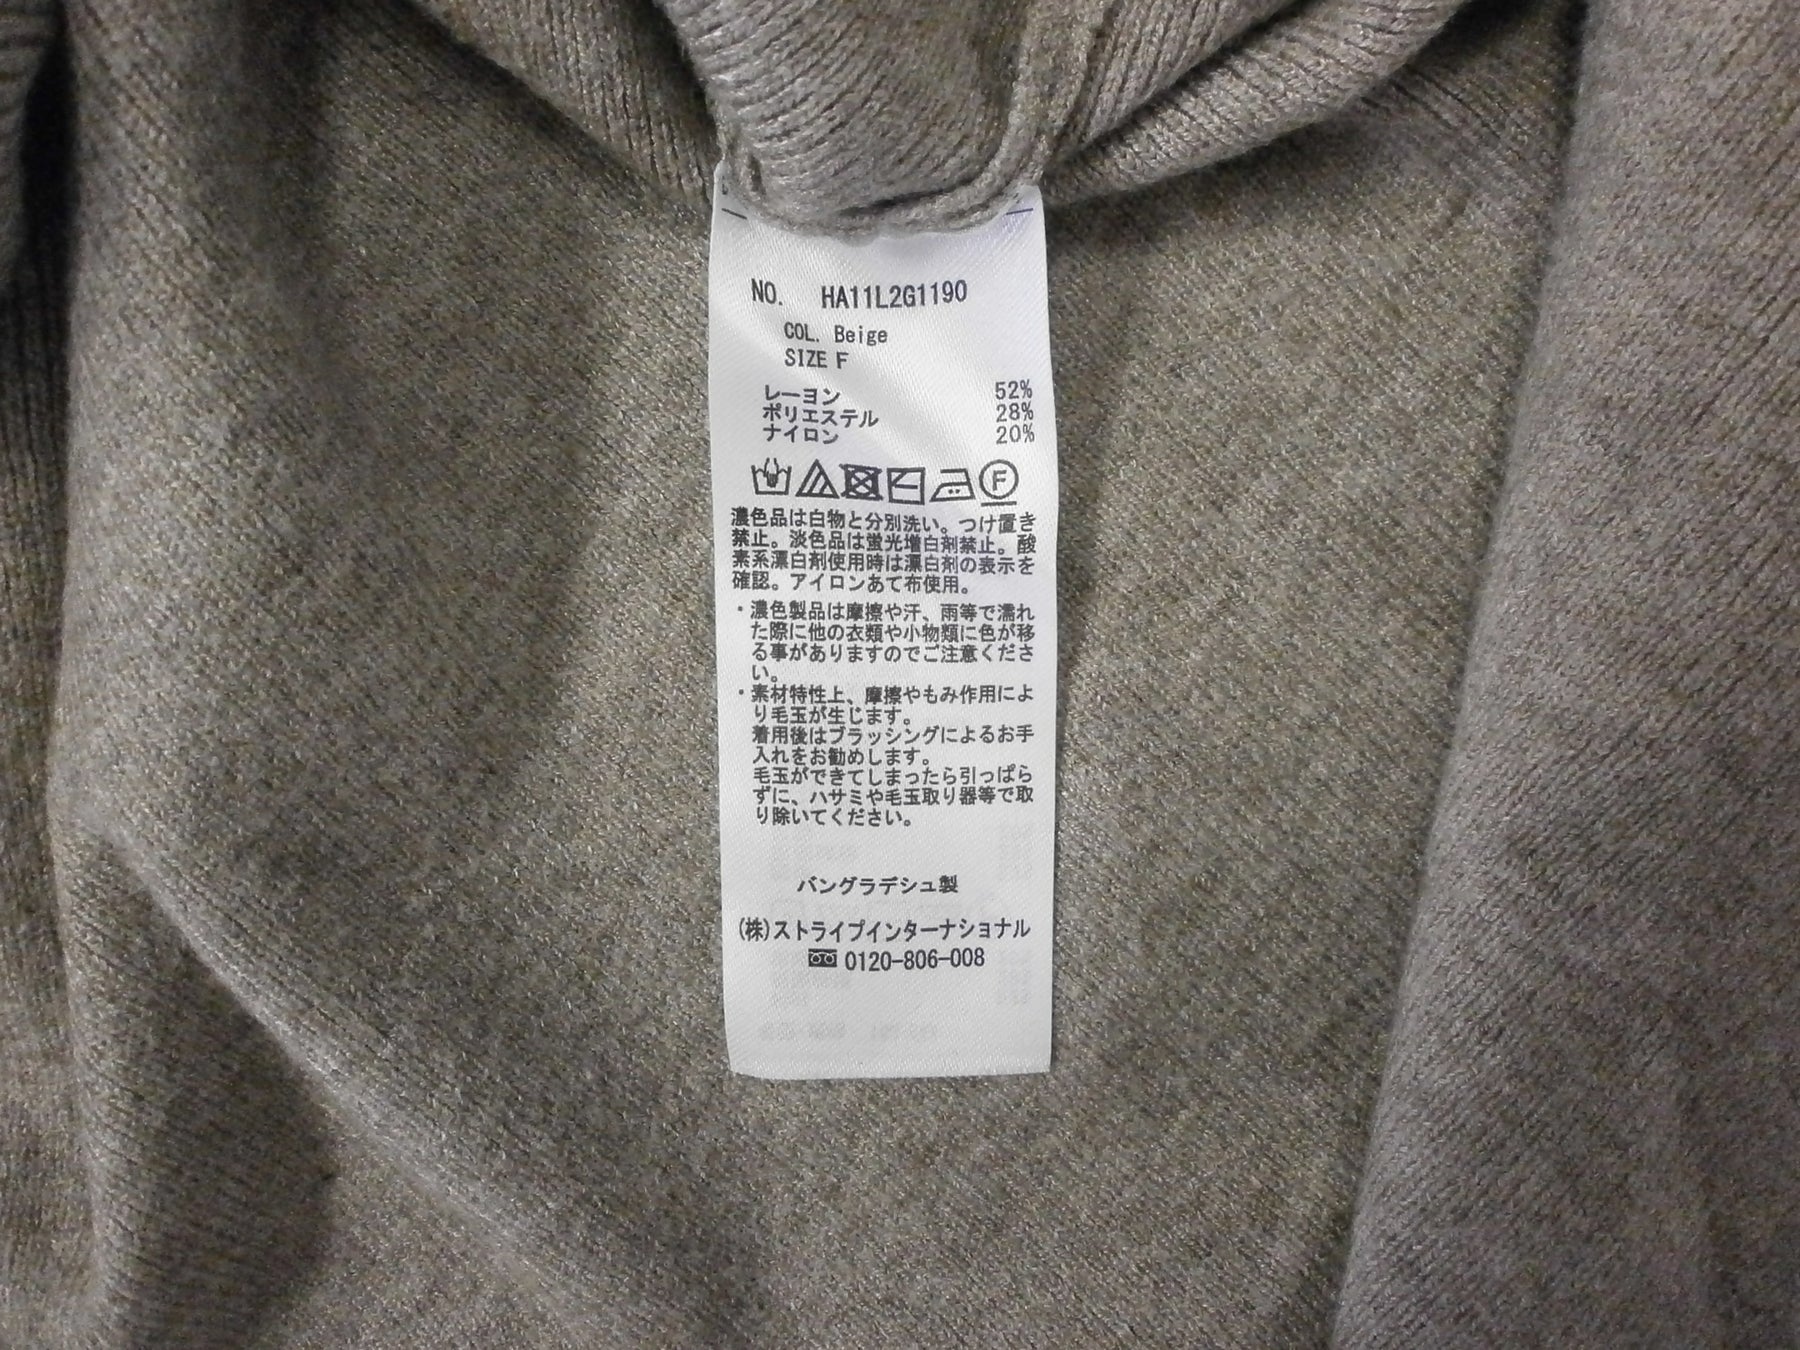 NO. HA11L2G1190
COL. Beige
SIZE F
レーヨン 52%
ポリエステル 28%
ナイロン 20%
F
濃色品は白物と分別洗い。つけ置き
禁止。淡色品は蛍光増白剤禁止。酸
素系漂白剤使用時は漂白剤の表示を
確認。アイロンあて布使用。
・濃色製品は摩擦や汗、雨等で濡れ
た際に他の衣類や小物類に色が移
る事がありますのでご注意くださ
い。
・素材特性上、摩擦やもみ作用によ
り毛玉が生じます。
着用後はブラッシングによるお手
入れをお勧めします。
毛玉ができてしまったら引っぱら
ずに、ハサミや毛玉取り器等で取
り除いてください。
バングラデシュ製
(株)ストライプインターナショナル
0120-806-008